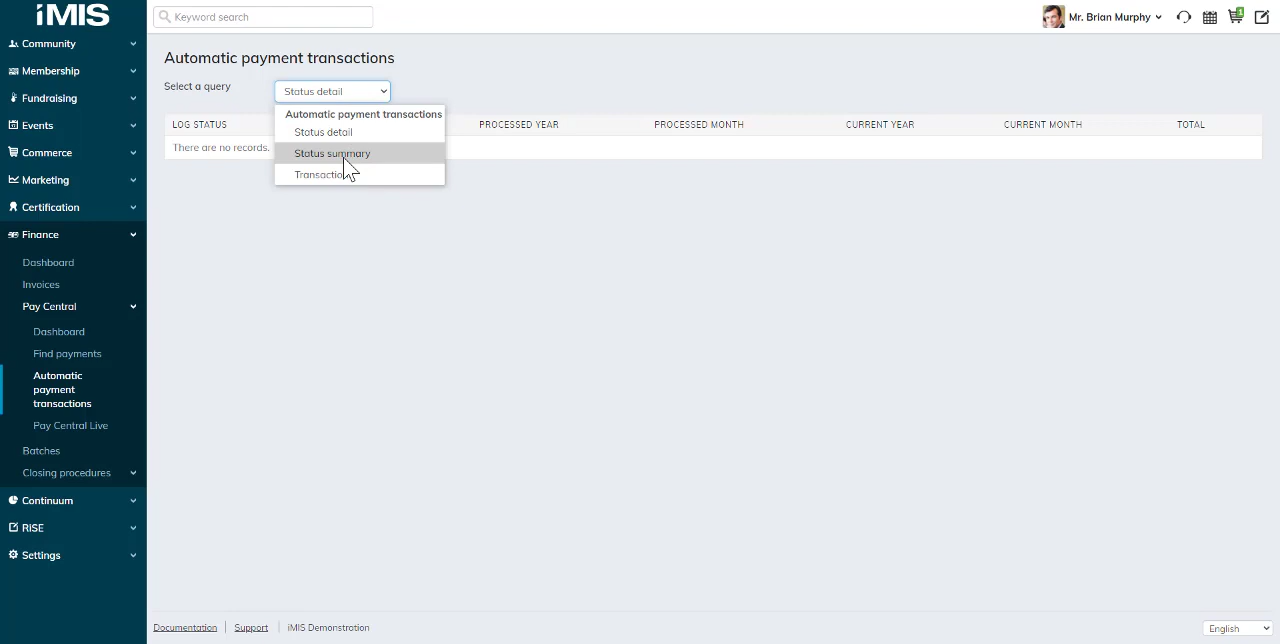 iMIS
Keyword search
Mr. Brian Murphy
1
Community
Membership
Fundraising
Events
Commerce
Marketing
Certification
Finance
Dashboard
Invoices
Pay Central
Dashboard
Find payments
Automatic
payment
transactions
Pay Central Live
Batches
Closing procedures
Continuum
RISE
Settings
Automatic payment transactions
Select a query
Status detail
Automatic payment transactions
Status detail
Status summary
LOG STATUS PROCESSED YEAR PROCESSED MONTH CURRENT YEAR CURRENT MONTH TOTAL
There are no records.
Documentation Support iMIS Demonstration
English